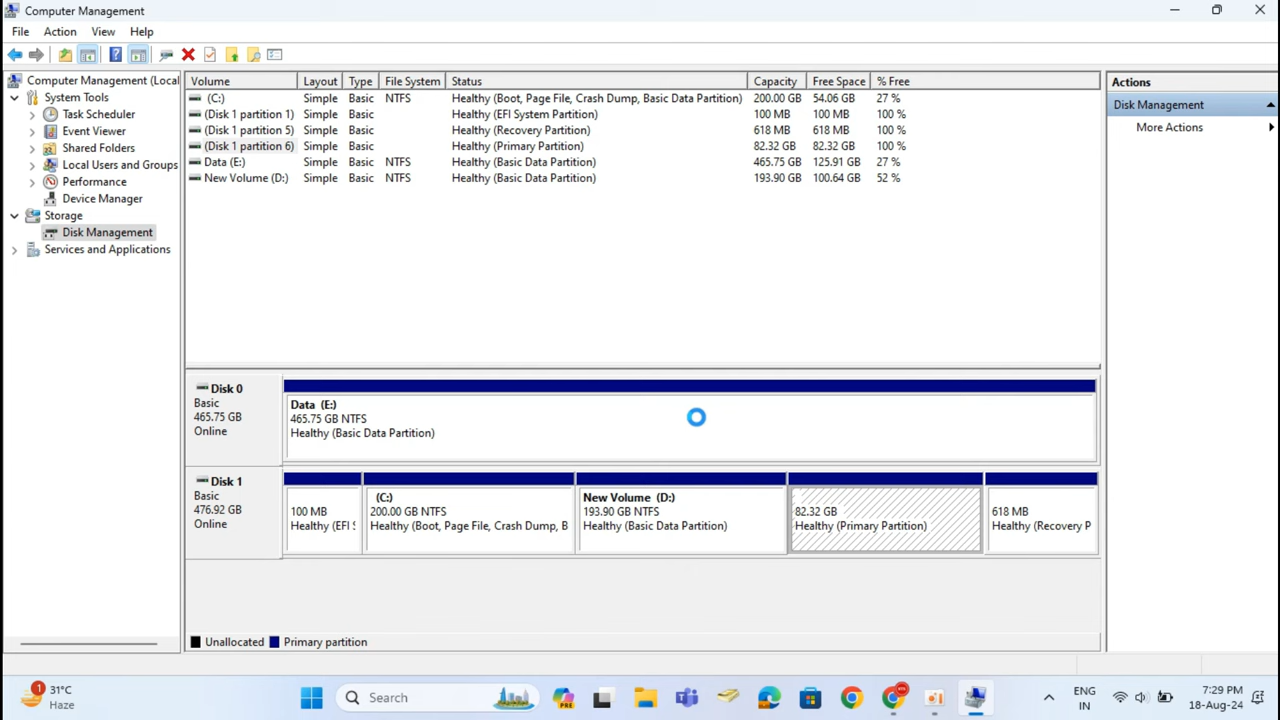 Computer Management
File Action View Help
Computer Management (Local
System Tools
Task Scheduler
Event Viewer
Shared Folders
Local Users and Groups
Performance
Device Manager
Storage
Disk Management
Services and Applications
Volume Layout Type File System Status Capacity Free Space % Free
(C:) Simple Basic NTFS Healthy (Boot, Page File, Crash Dump, Basic Data Partition) 200.00 GB 54.06 GB 27 %
(Disk 1 partition 1) Simple Basic Healthy (EFI System Partition) 100 MB 100 MB 100 %
(Disk 1 partition 5) Simple Basic Healthy (Recovery Partition) 618 MB 618 MB 100 %
(Disk 1 partition 6) Simple Basic Healthy (Primary Partition) 82.32 GB 82.32 GB 100 %
Data (E:) Simple Basic NTFS Healthy (Basic Data Partition) 465.75 GB 125.91 GB 27 %
New Volume (D:) Simple Basic NTFS Healthy (Basic Data Partition) 193.90 GB 100.64 GB 52 %
Actions
Disk Management
More Actions
Disk 0
Basic
465.75 GB
Online
Data (E:)
465.75 GB NTFS
Healthy (Basic Data Partition)
Disk 1
Basic
476.92 GB
Online
100 MB
Healthy (EFI S
(C:)
200.00 GB NTFS
Healthy (Boot, Page File, Crash Dump, B
New Volume (D:)
193.90 GB NTFS
Healthy (Basic Data Partition)
82.32 GB
Healthy (Primary Partition)
618 MB
Healthy (Recovery P
Unallocated Primary partition
1
31°C
Haze
Search
PRE
ENG
IN
7:29 PM
18-Aug-24